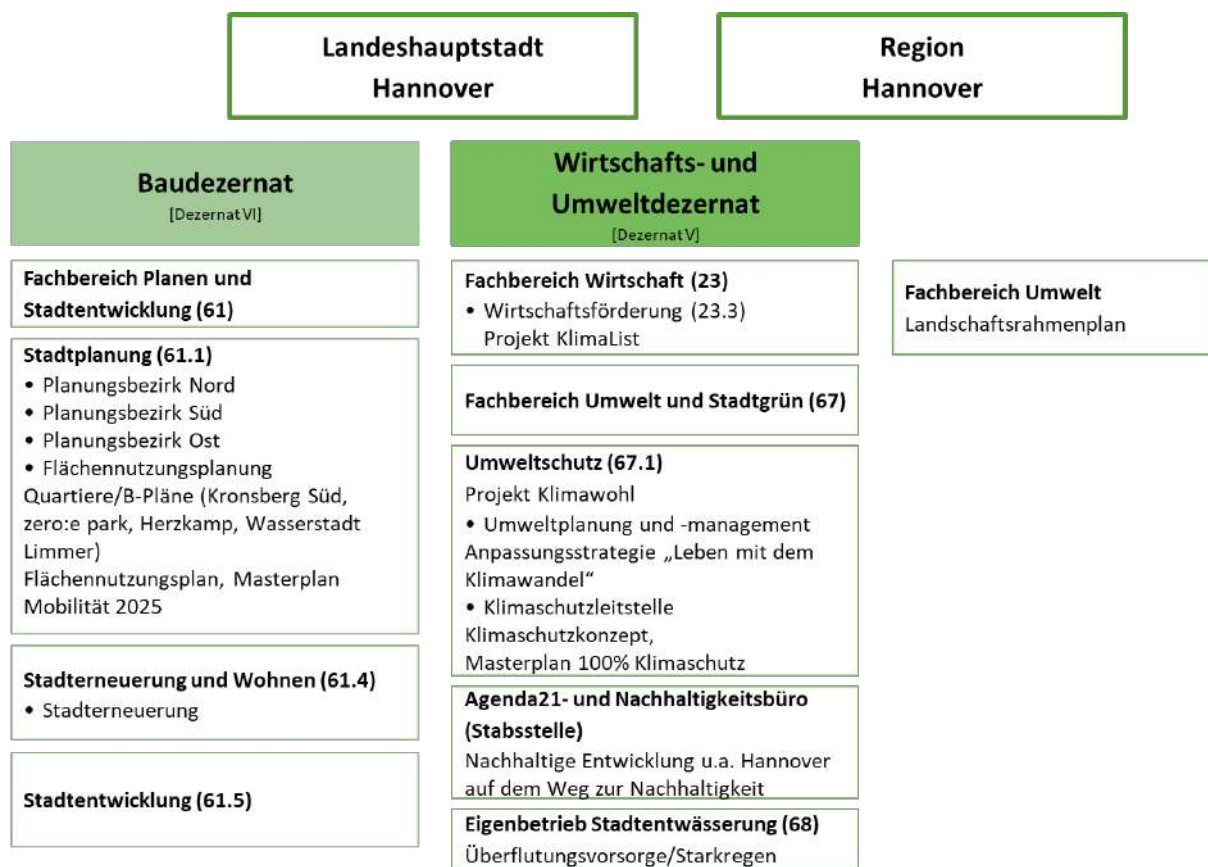 Landeshauptstadt
Hannover
Region
Hannover
Baudezernat
[Dezernat VI]
Fachbereich Planen und
Stadtentwicklung (61)
Stadtplanung (61.1)
• Planungsbezirk Nord
• Planungsbezirk Süd
• Planungsbezirk Ost
• Flächennutzungsplanung
Quartiere/B-Pläne (Kronsberg Süd,
zero:e park, Herzkamp, Wasserstadt
Limmer)
Flächennutzungsplan, Masterplan
Mobilität 2025
Stadterneuerung und Wohnen (61.4)
• Stadterneuerung
Stadtentwicklung (61.5)
Wirtschafts- und
Umweltdezernat
[Dezernat V]
Fachbereich Wirtschaft (23)
• Wirtschaftsförderung (23.3)
Projekt KlimaList
Fachbereich Umwelt und Stadtgrün (67)
Umweltschutz (67.1)
Projekt Klimawohl
• Umweltplanung und -management
Anpassungsstrategie „Leben mit dem
Klimawandel“
• Klimaschutzleitstelle
Klimaschutzkonzept,
Masterplan 100% Klimaschutz
Agenda21- und Nachhaltigkeitsbüro
(Stabsstelle)
Nachhaltige Entwicklung u.a. Hannover
auf dem Weg zur Nachhaltigkeit
Eigenbetrieb Stadtentwässerung (68)
Überflutungsvorsorge/Starkregen
Fachbereich Umwelt
Landschaftsrahmenplan